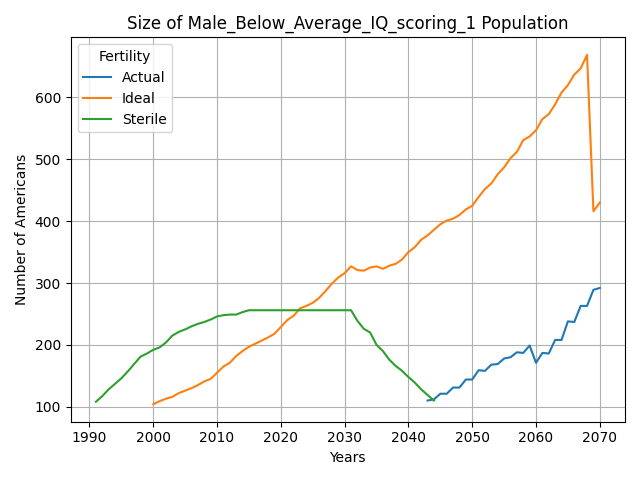 Size of Male_Below_Average_IQ_scoring_1 Population
Fertility
Actual
Ideal
Sterile
Number of Americans
600
500
400
300
200
100
1990 2000 2010 2020 2030 2040 2050 2060 2070
Years